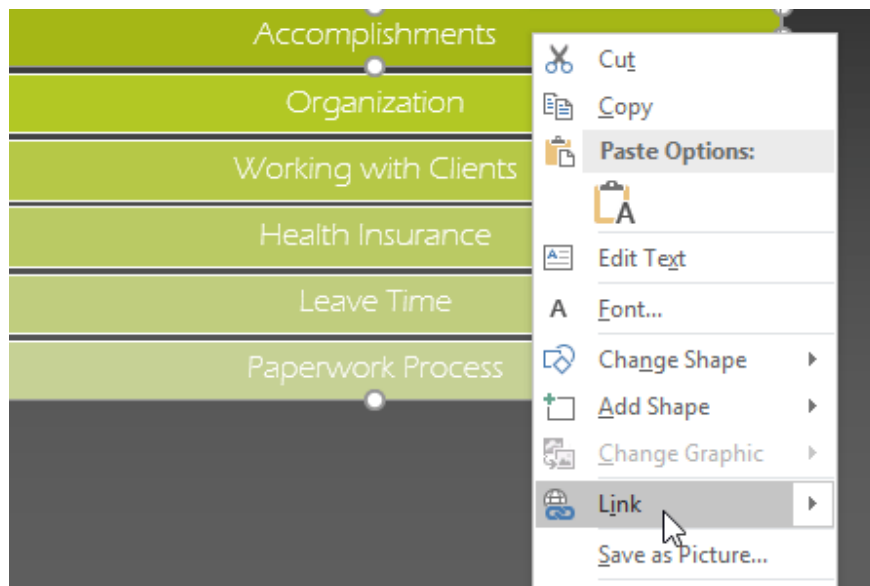 Accomplishments
Organization
Working with Clients
Health Insurance
Leave Time
Paperwork Process
Cut
Copy
Paste Options:
A
Edit Text
A Font...
Change Shape
Add Shape
Change Graphic
Link
Save as Picture...